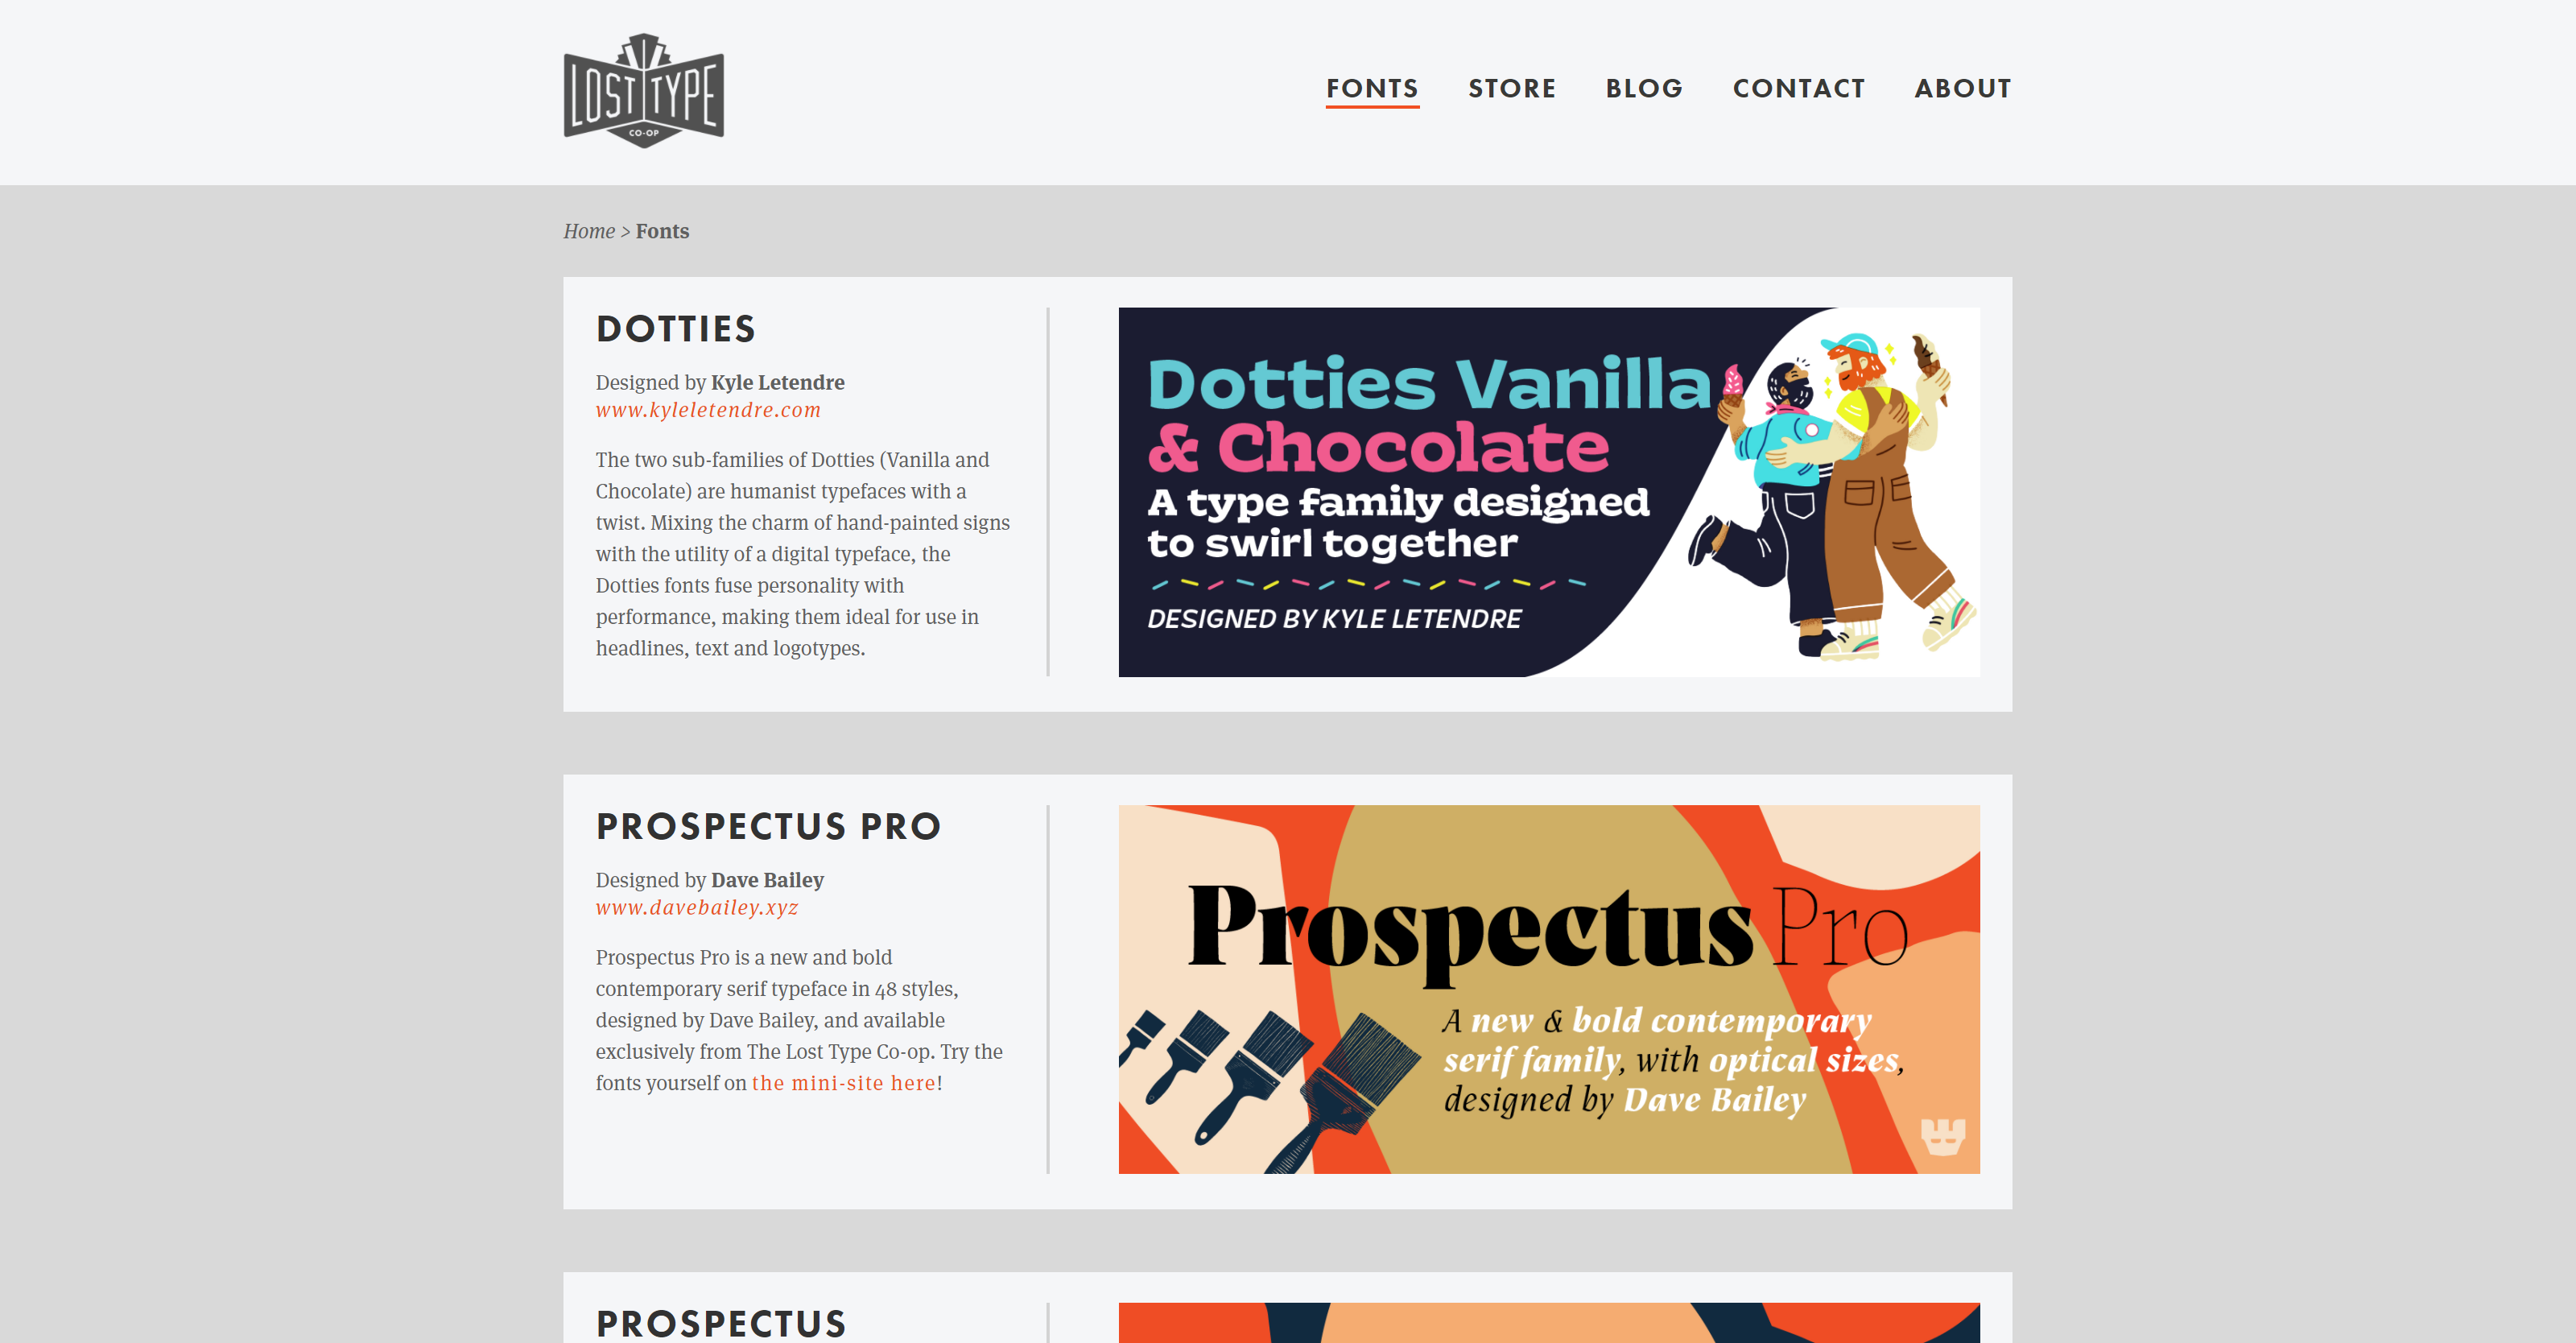 LOST TYPE
CO-OP
FONTS STORE BLOG CONTACT ABOUT
Home > Fonts
DOTTIES
Designed by Kyle Letendre
www.kyleletendre.com
The two sub-families of Dotties (Vanilla and
Chocolate) are humanist typefaces with a
twist. Mixing the charm of hand-painted signs
with the utility of a digital typeface, the
Dotties fonts fuse personality with
performance, making them ideal for use in
headlines, text and logotypes.
Dotties Vanilla
& Chocolate
A type family designed
to swirl together
DESIGNED BY KYLE LETENDRE
PROSPECTUS PRO
Designed by Dave Bailey
www.davebailey.xyz
Prospectus Pro is a new and bold
contemporary serif typeface in 48 styles,
designed by Dave Bailey, and available
exclusively from The Lost Type Co-op. Try the
fonts yourself on the mini-site here!
Prospectus Pro
A new & bold contemporary
serif family, with optical sizes,
designed by Dave Bailey
PROSPECTUS